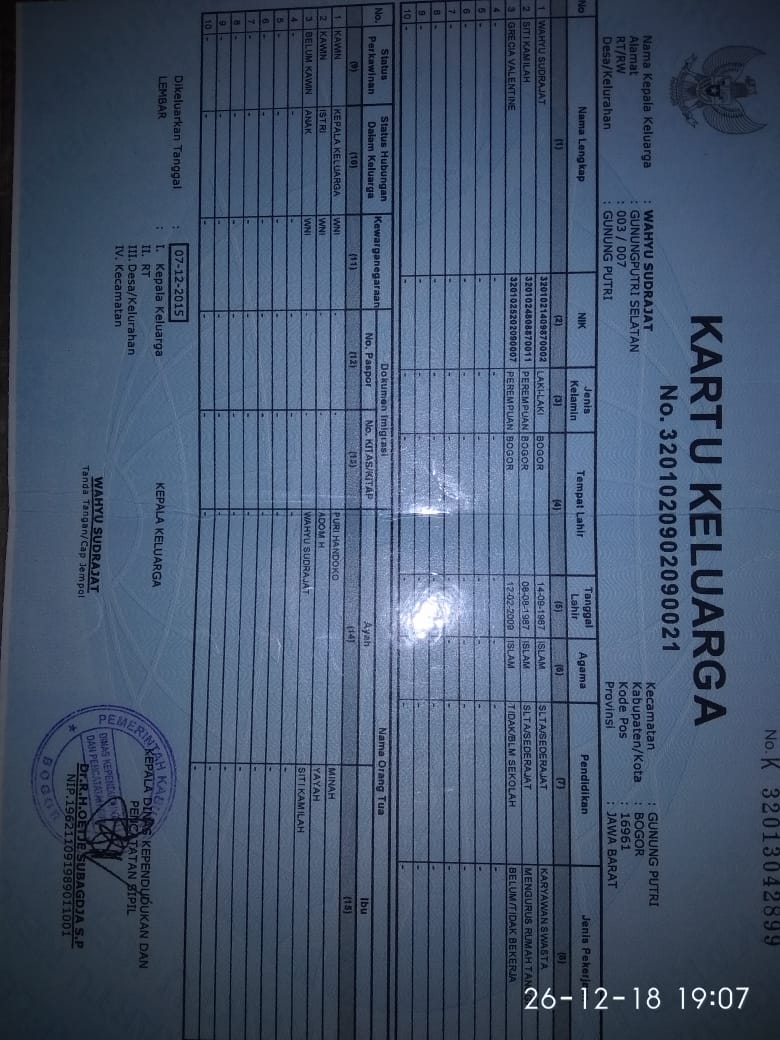 No. K 32013042899
KARTU KELUARGA
No. 3201020902090021
Nama Kepala Keluarga : WAHYU SUDRAJAT
Alamat : GUNUNGPUTRI SELATAN
RT/RW : 003 / 007
Desa/Kelurahan : GUNUNG PUTRI
Kecamatan : GUNUNG PUTRI
Kabupaten/Kota : BOGOR
Kode Pos : 16961
Provinsi : JAWA BARAT
No Nama Lengkap NIK Jenis Kelamin Tempat Lahir Tanggal Lahir Agama Pendidikan Jenis Pekerja
(1) (2) (3) (4) (5) (6) (7) (8)
1 WAHYU SUDRAJAT 3201021409870002 LAKI-LAKI BOGOR 14-09-1987 ISLAM SLTA/SEDERAJAT KARYAWAN SWASTA
2 SITI KAMILAH 3201024808870011 PEREMPUAN BOGOR 08-08-1987 ISLAM SLTA/SEDERAJAT MENGURUS RUMAH
3 GRECIA VALENTINE 3201025202090007 PEREMPUAN BOGOR 12-02-2009 ISLAM TIDAK/BLM SEKOLAH BELUM/TIDAK BEKERJA
4 - - - - - - - -
5 - - - - - - - -
6 - - - - - - - -
7 - - - - - - - -
8 - - - - - - - -
9 - - - - - - - -
10 - - - - - - - -
No. Status Perkawinan Status Hubungan Dalam Keluarga Kewarganegaraan Dokumen Imigrasi Nama Orang Tua
No. Paspor No. KITAS/KITAP Ayah Ibu
(9) (10) (11) (12) (13) (14) (15)
1 KAWIN KEPALA KELUARGA WNI - - PURI HANDOKO MINAH
2 KAWIN ISTRI WNI - - ADOM H YAYAH
3 BELUM KAWIN ANAK WNI - - WAHYU SUDRAJAT SITI KAMILAH
4 - - - - - - -
5 - - - - - - -
6 - - - - - - -
7 - - - - - - -
8 - - - - - - -
9 - - - - - - -
10 - - - - - - -
Dikeluarkan Tanggal : 07-12-2015
LEMBAR : I. Kepala Keluarga
II. RT
III. Desa/Kelurahan
IV. Kecamatan
KEPALA KELUARGA
WAHYU SUDRAJAT
Tanda Tangan/Cap Jempol
KEPALA DINAS KEPENDUDUKAN DAN
PENCATATAN SIPIL
PEMERINTAH
DINAS KEPENDUDUKAN
DAN PENCATATAN
BOGOR
NIP.196211091989011001
26-12-18 19:07